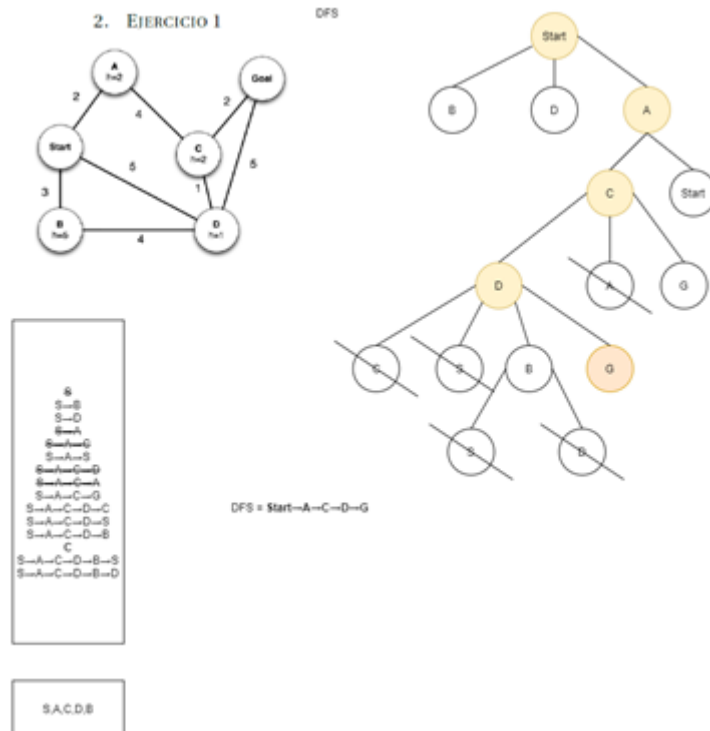 2. EJERCICIO 1
DFS
A
h=2
Goal
2
4
2
Start
C
h=2
5
5
3
1
B
h=5
4
D
h=1
Start
B
D
A
C
Start
D
A
G
C
S
B
G
S
D
S
S→B
S→D
S→A
S→A→C
S→A→S
S→A→C→D
S→A→C→A
S→A→C→G
S→A→C→D→C
S→A→C→D→S
S→A→C→D→B
C
S→A→C→D→B→S
S→A→C→D→B→D
DFS = Start→A→C→D→G
S,A,C,D,B